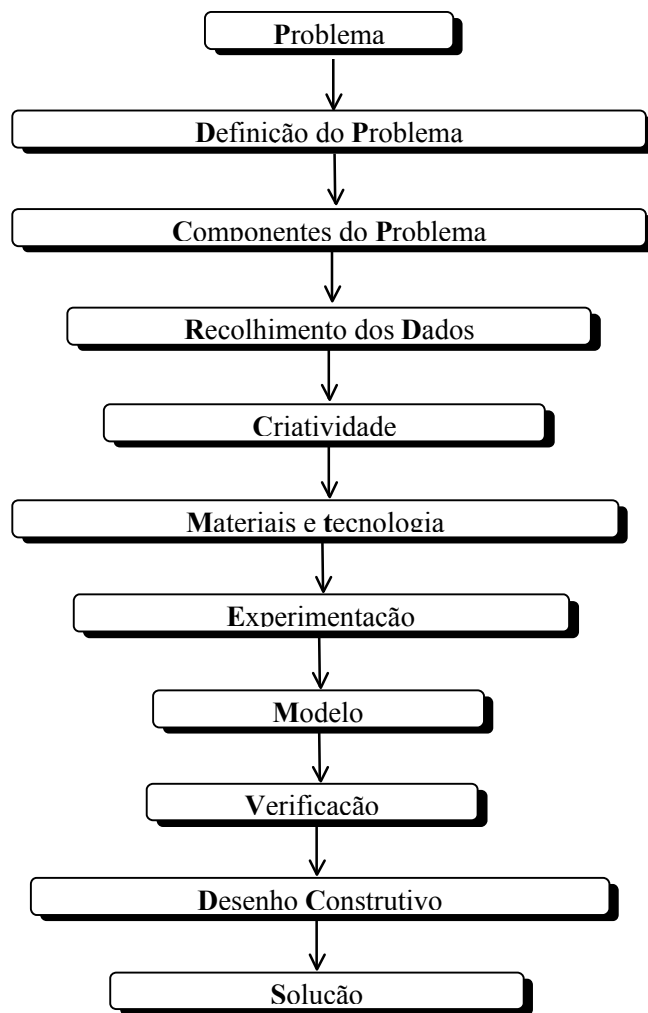 Problema
Definição do Problema
Componentes do Problema
Recolhimento dos Dados
Criatividade
Materiais e tecnologia
Experimentação
Modelo
Verificação
Desenho Construtivo
Solução